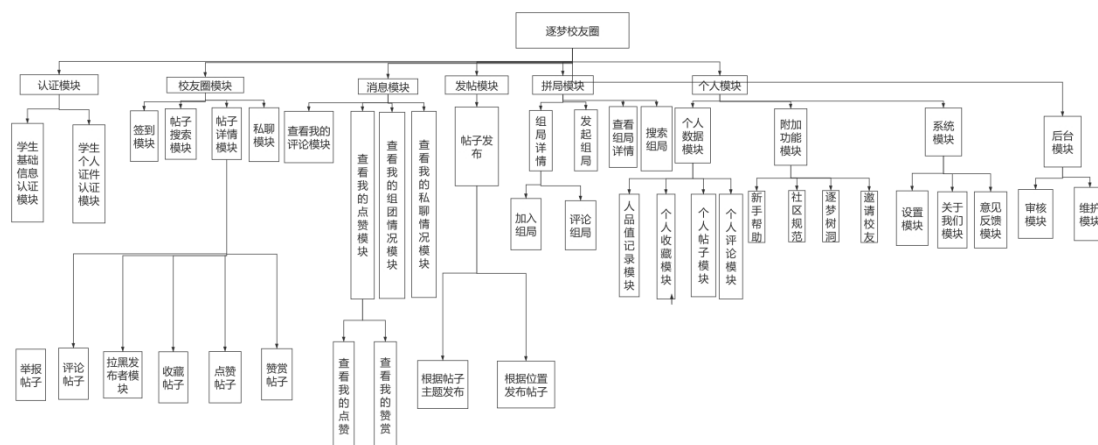 逐梦校友圈
认证模块
校友圈模块
消息模块
发帖模块
拼局模块
个人模块
后台
模块
学生
基础
信息
认证
模块
学生
个人
证件
认证
模块
签到
模块
帖子
搜索
模块
帖子
详情
模块
私聊
模块
查看我的
评论模块
查看我的点赞模块
查看我的组团情况模块
查看我的私聊情况模块
帖子发
布
组局详情
发起组局
查看
组局
详情
搜索
组局
个人
数据
模块
附加
功能
模块
系统
模块
加入
组局
评论
组局
人品值记录模块
个人收藏模块
个人帖子模块
个人评论模块
新手帮助
社区规范
逐梦树洞
邀请校友
设置
模块
关于
我们
模块
意见
反馈
模块
审核
模块
维护
模块
举报
帖子
评论
帖子
拉黑发
布者模
块
收藏
帖子
点赞
帖子
赞赏
帖子
查看我的点赞
查看我的赞赏
根据帖子
主题发布
根据位置
发布帖子